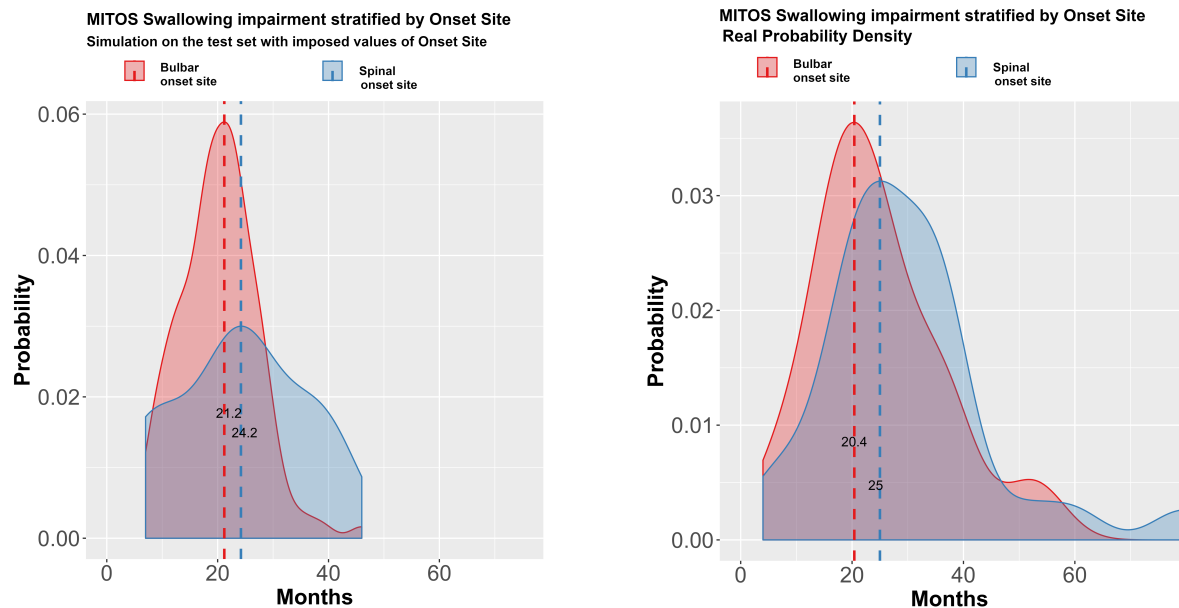 MITOS Swallowing impairment stratified by Onset Site
Simulation on the test set with imposed values of Onset Site
Bulbar
onset site
Spinal
onset site
Probability
0.06
0.04
0.02
0.00
21.2
24.2
0
20
40
60
Months
MITOS Swallowing impairment stratified by Onset Site
Real Probability Density
Bulbar
onset site
Spinal
onset site
Probability
0.03
0.02
0.01
0.00
20.4
25
0
20
40
60
Months